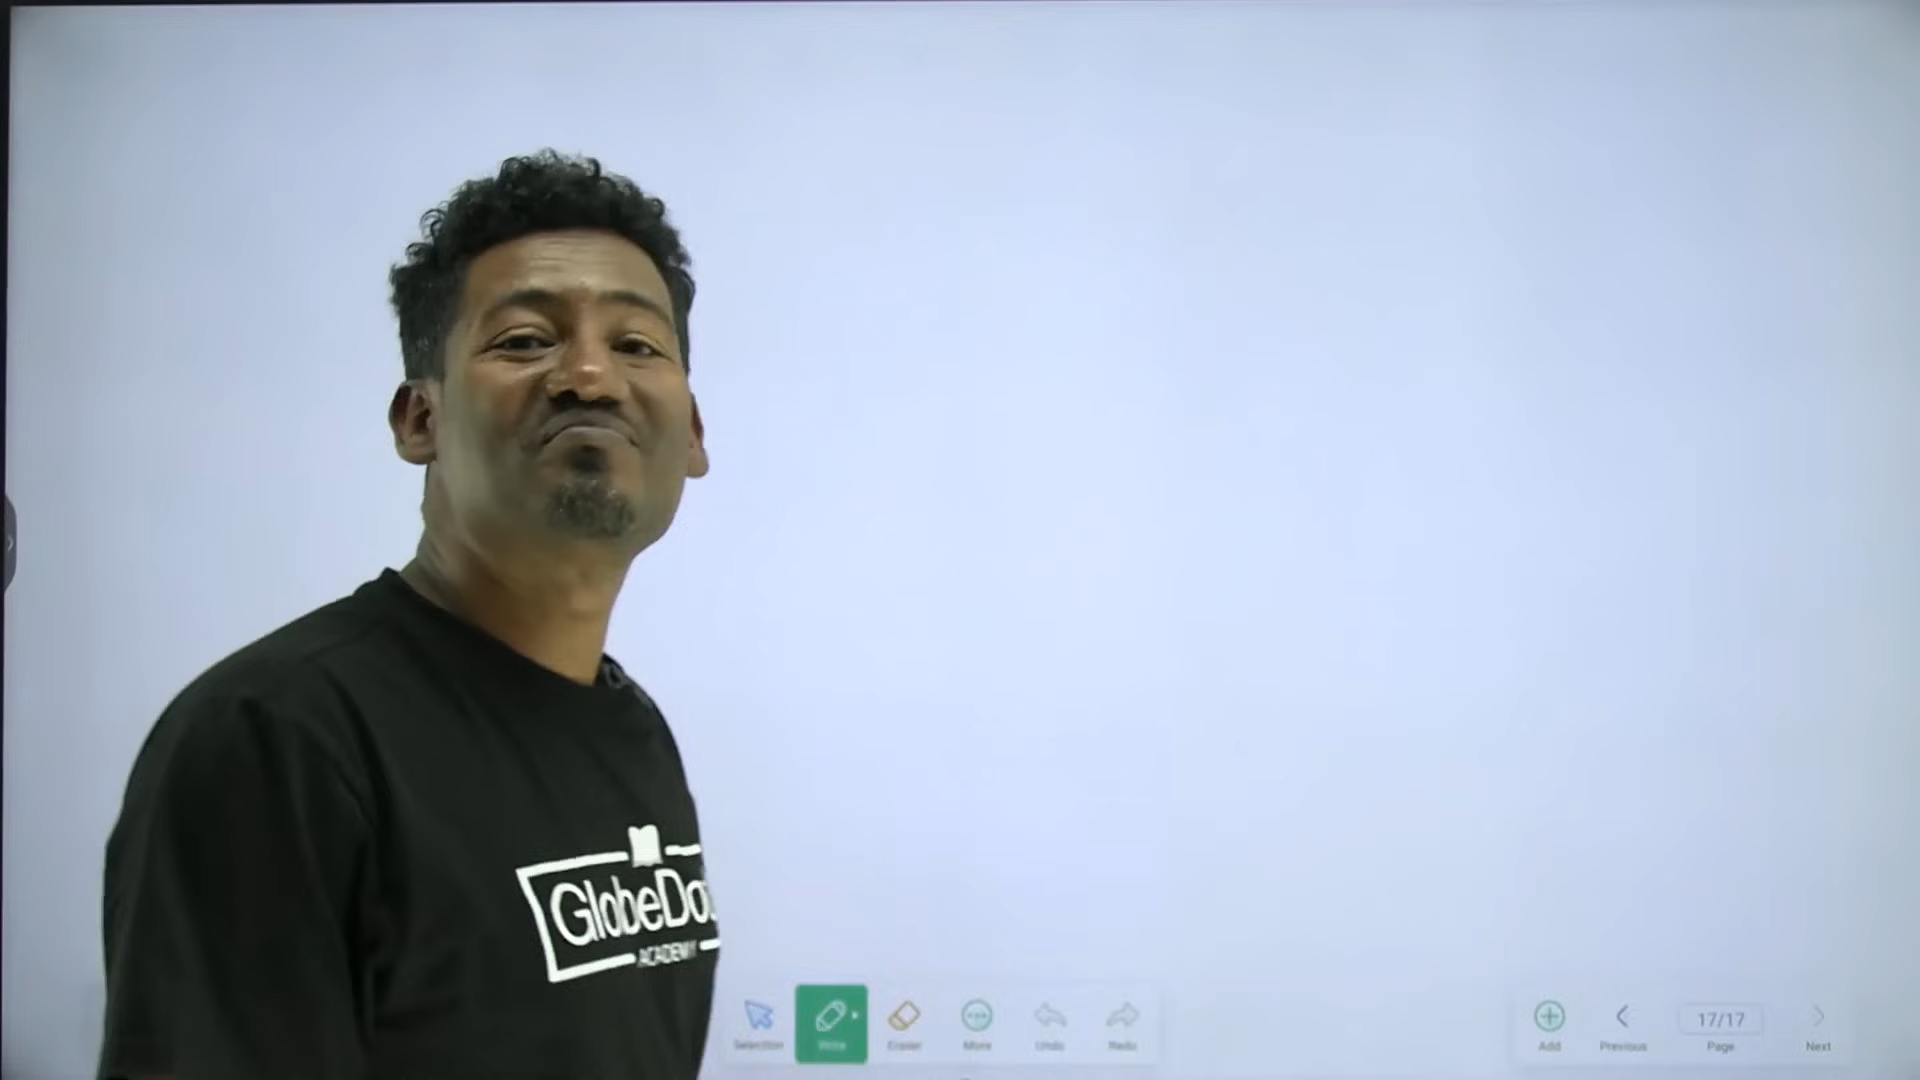 GlobeDo
ACADEMY
Selection
Write
Eraser
More
Undo
Redo
Add
Previous
17/17
Page
Next